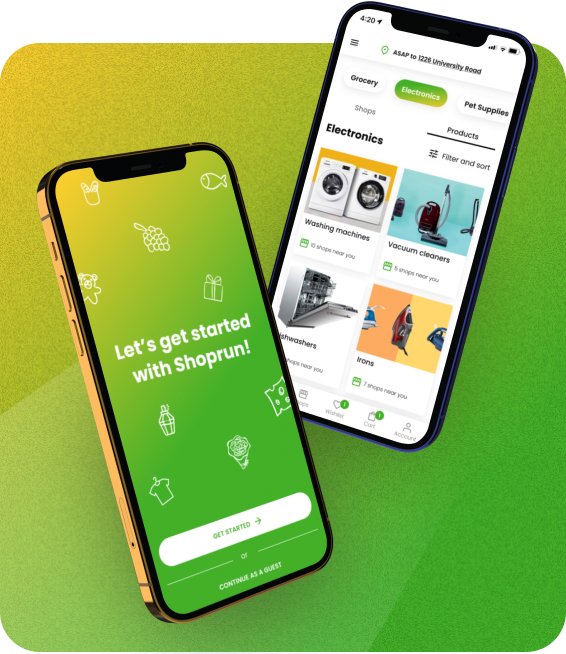 Let's get started
with Shoprun!
GET STARTED
or
CONTINUE AS A GUEST
4:20
ASAP to 1226 University Road
Grocery
Electronics
Pet Supplies
Shops
Products
Electronics
Filter and sort
Washing machines
10 shops near you
Vacuum cleaners
5 shops near you
shwashers
shops near you
Irons
7 shops near you
Wishlist
1
Cart
1
Account